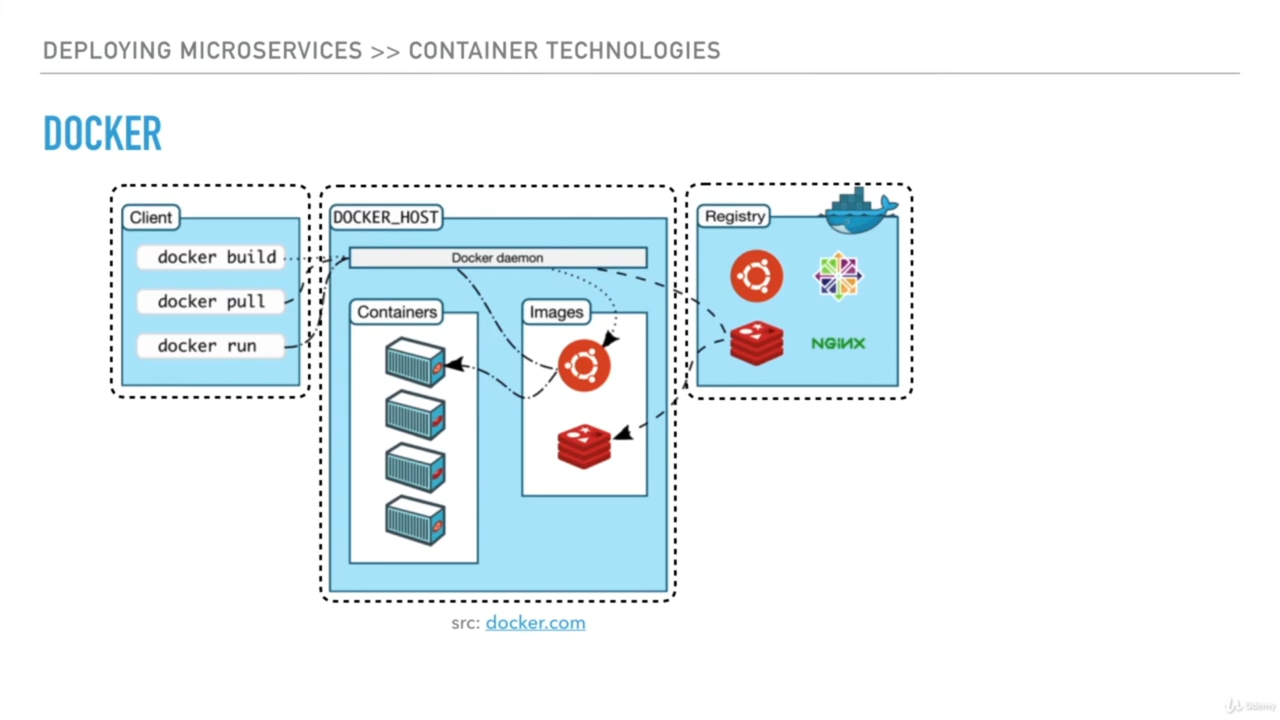 DEPLOYING MICROSERVICES >> CONTAINER TECHNOLOGIES
DOCKER
Client
docker build
docker pull
docker run
DOCKER_HOST
Docker daemon
Containers
Images
Registry
NGiNX
src: docker.com
Udemy